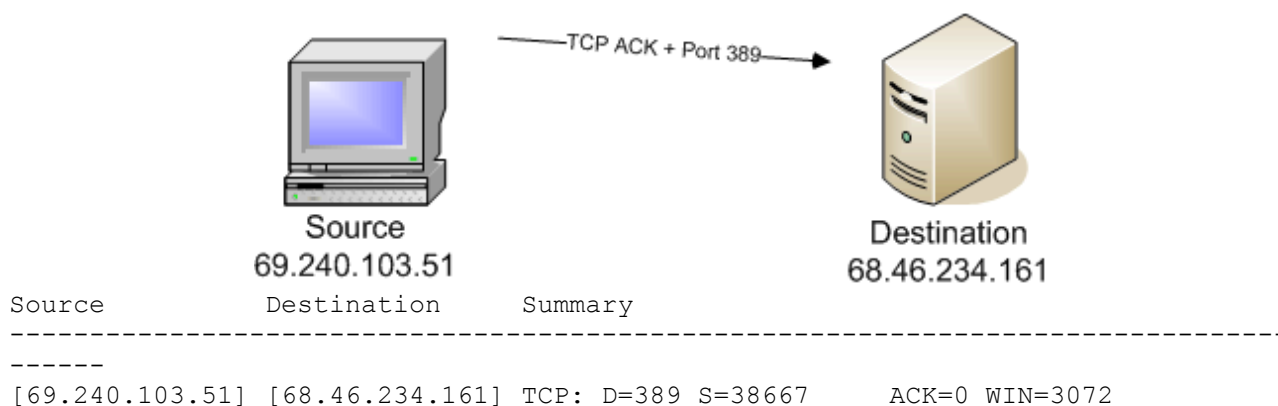 TCP ACK + Port 389
Source
69.240.103.51
Destination
68.46.234.161
Source Destination Summary
--------------------------------------------------------------------------------
------
[69.240.103.51] [68.46.234.161] TCP: D=389 S=38667 ACK=0 WIN=3072